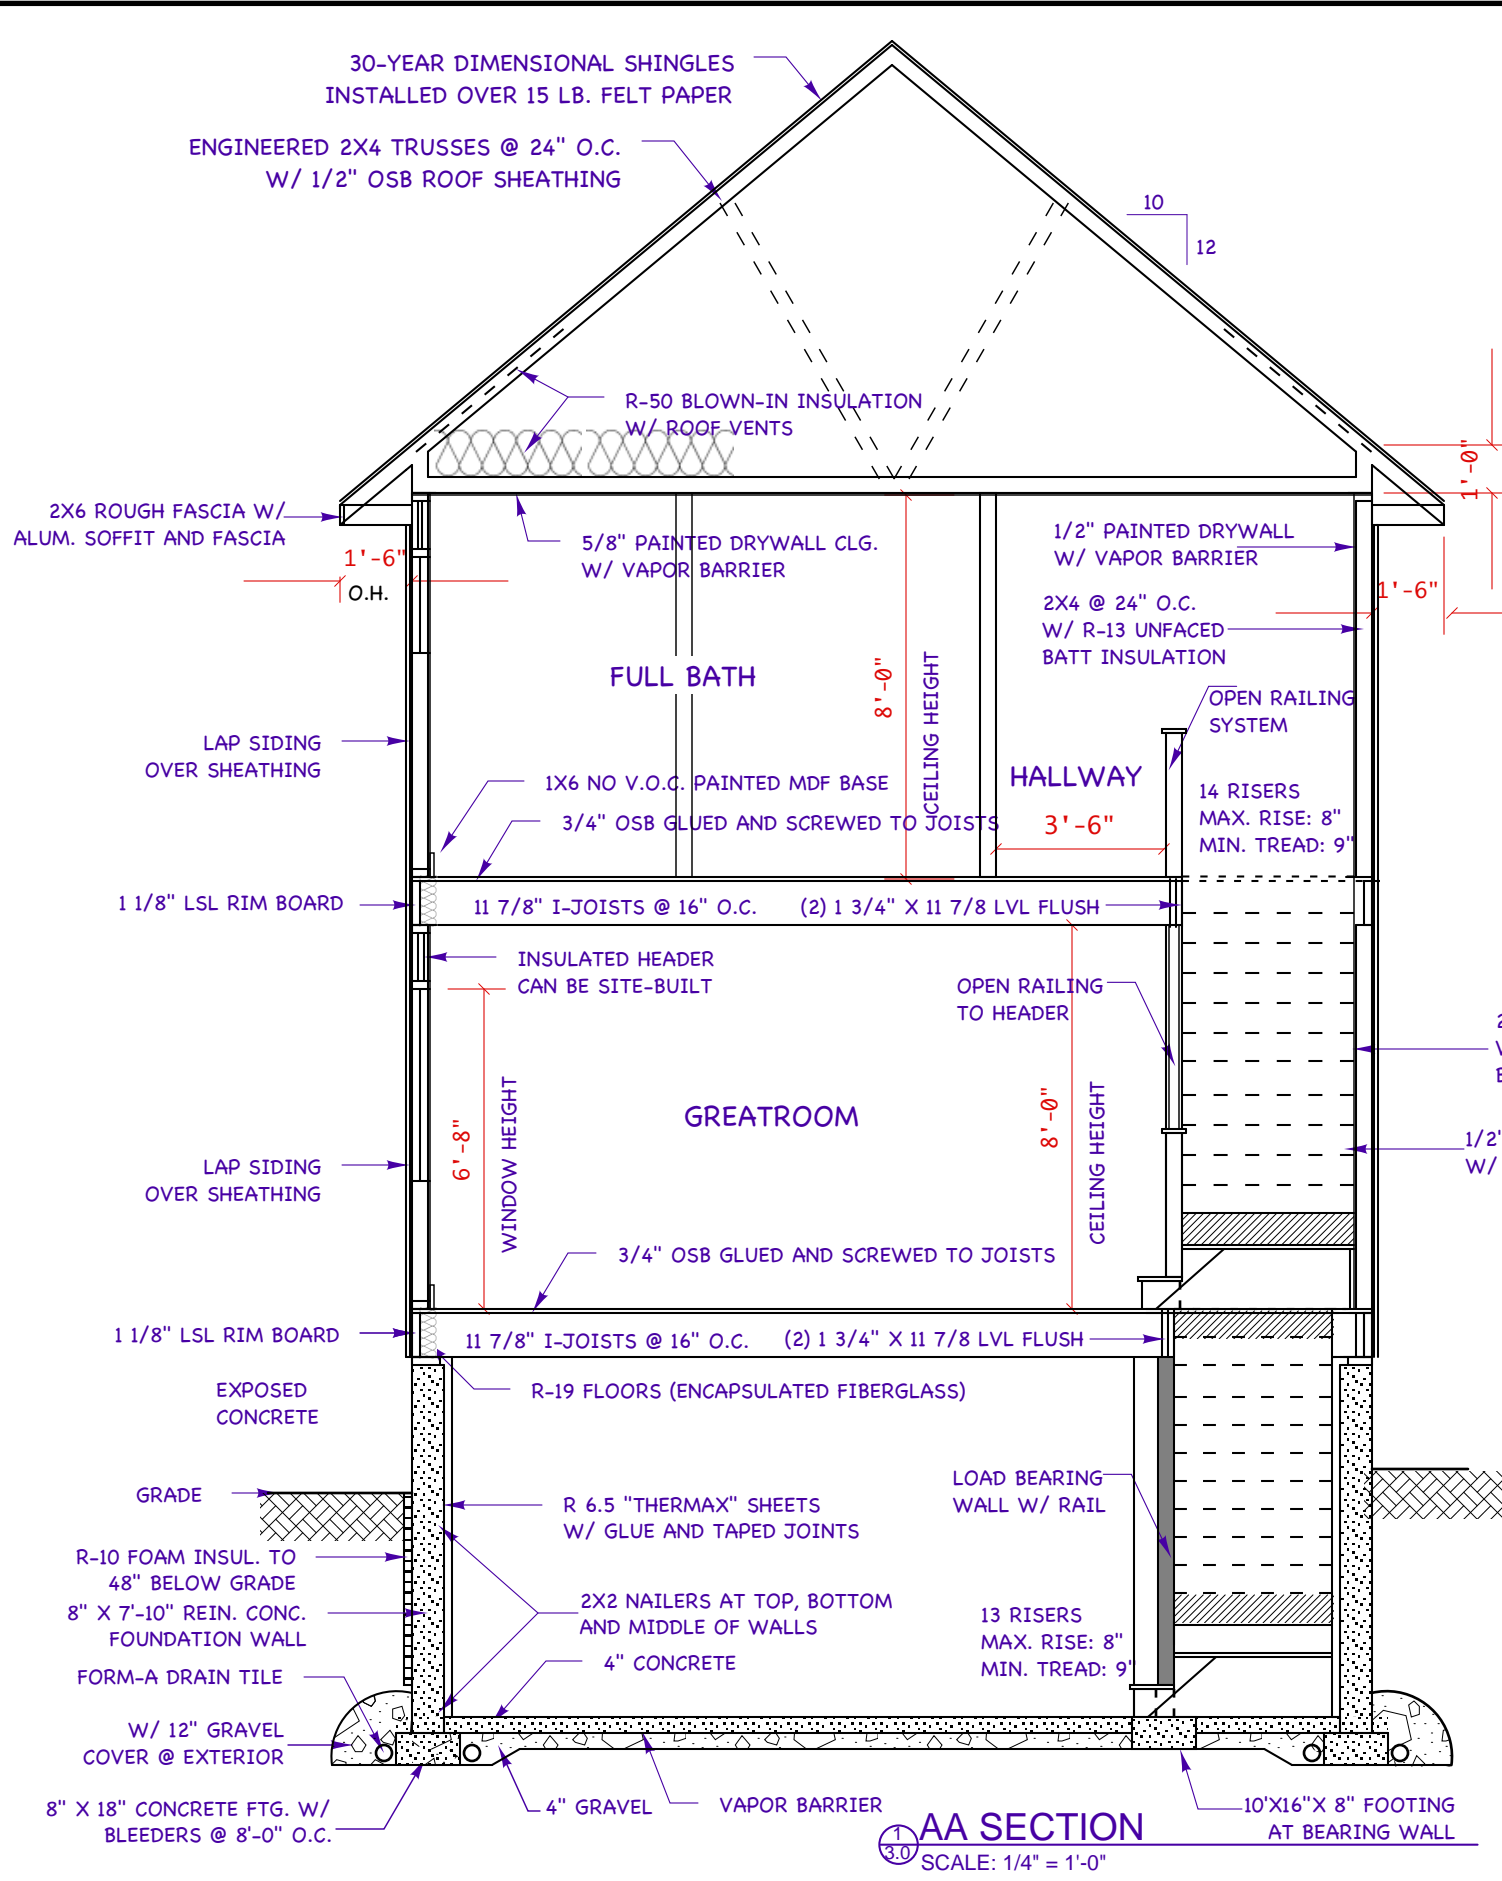 30-YEAR DIMENSIONAL SHINGLES
INSTALLED OVER 15 LB. FELT PAPER
ENGINEERED 2X4 TRUSSES @ 24" O.C.
W/ 1/2" OSB ROOF SHEATHING
10
12
R-50 BLOWN-IN INSULATION
W/ ROOF VENTS
1'-0"
2X6 ROUGH FASCIA W/
ALUM. SOFFIT AND FASCIA
1'-6"
O.H.
5/8" PAINTED DRYWALL CLG.
W/ VAPOR BARRIER
1/2" PAINTED DRYWALL
W/ VAPOR BARRIER
1'-6"
2X4 @ 24" O.C.
W/ R-13 UNFACED
BATT INSULATION
FULL BATH
8'-0"
CEILING HEIGHT
OPEN RAILING
SYSTEM
LAP SIDING
OVER SHEATHING
HALLWAY
1X6 NO V.O.C. PAINTED MDF BASE
3/4" OSB GLUED AND SCREWED TO JOISTS
3'-6"
14 RISERS
MAX. RISE: 8"
MIN. TREAD: 9"
1 1/8" LSL RIM BOARD
11 7/8" I-JOISTS @ 16" O.C.
(2) 1 3/4" X 11 7/8 LVL FLUSH
INSULATED HEADER
CAN BE SITE-BUILT
OPEN RAILING
TO HEADER
2
GREATROOM
6'-8"
WINDOW HEIGHT
8'-0"
CEILING HEIGHT
1/2"
W/
LAP SIDING
OVER SHEATHING
3/4" OSB GLUED AND SCREWED TO JOISTS
1 1/8" LSL RIM BOARD
11 7/8" I-JOISTS @ 16" O.C.
(2) 1 3/4" X 11 7/8 LVL FLUSH
EXPOSED
CONCRETE
R-19 FLOORS (ENCAPSULATED FIBERGLASS)
GRADE
R 6.5 "THERMAX" SHEETS
W/ GLUE AND TAPED JOINTS
LOAD BEARING
WALL W/ RAIL
R-10 FOAM INSUL. TO
48" BELOW GRADE
8" X 7'-10" REIN. CONC.
FOUNDATION WALL
2X2 NAILERS AT TOP, BOTTOM
AND MIDDLE OF WALLS
13 RISERS
MAX. RISE: 8"
MIN. TREAD: 9"
4" CONCRETE
FORM-A DRAIN TILE
W/ 12" GRAVEL
COVER @ EXTERIOR
8" X 18" CONCRETE FTG. W/
BLEEDERS @ 8'-0" O.C.
4" GRAVEL
VAPOR BARRIER
10'X16"X 8" FOOTING
AT BEARING WALL
1
3.0
AA SECTION
SCALE: 1/4" = 1'-0"